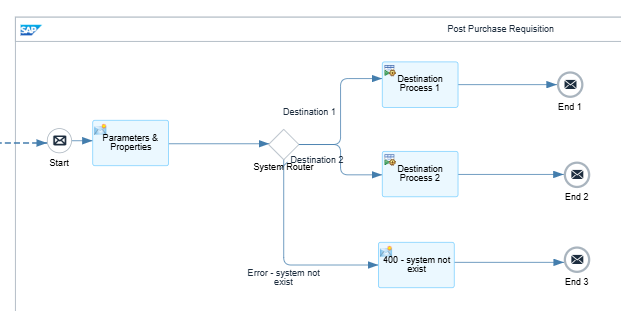 SAP
Post Purchase Requisition
Start
Parameters &
Properties
System Router
Destination 1
Destination 2
Error - system not
exist
Destination
Process 1
Destination
Process 2
400 - system not
exist
End 1
End 2
End 3